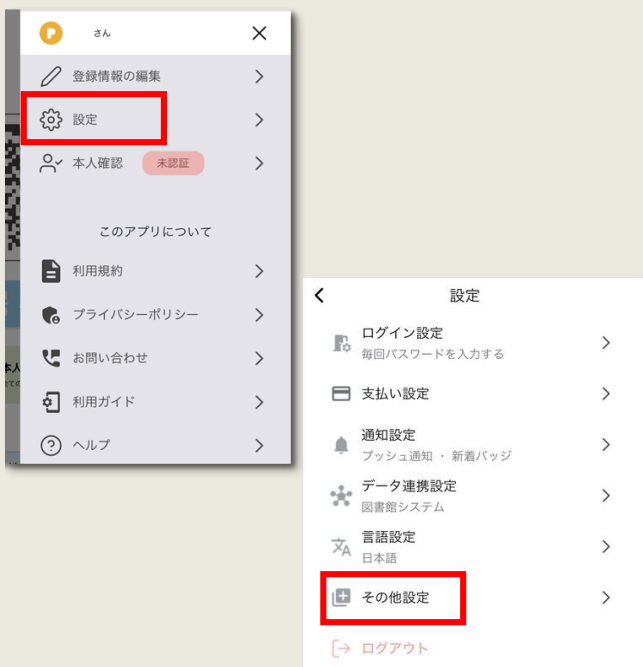 P
さん
登録情報の編集
設定
本人確認 未認証
このアプリについて
利用規約
プライバシーポリシー
お問い合わせ
利用ガイド
ヘルプ
設定
ログイン設定
毎回パスワードを入力する
支払い設定
通知設定
プッシュ通知 ・ 新着バッジ
データ連携設定
図書館システム
言語設定
日本語
その他設定
ログアウト